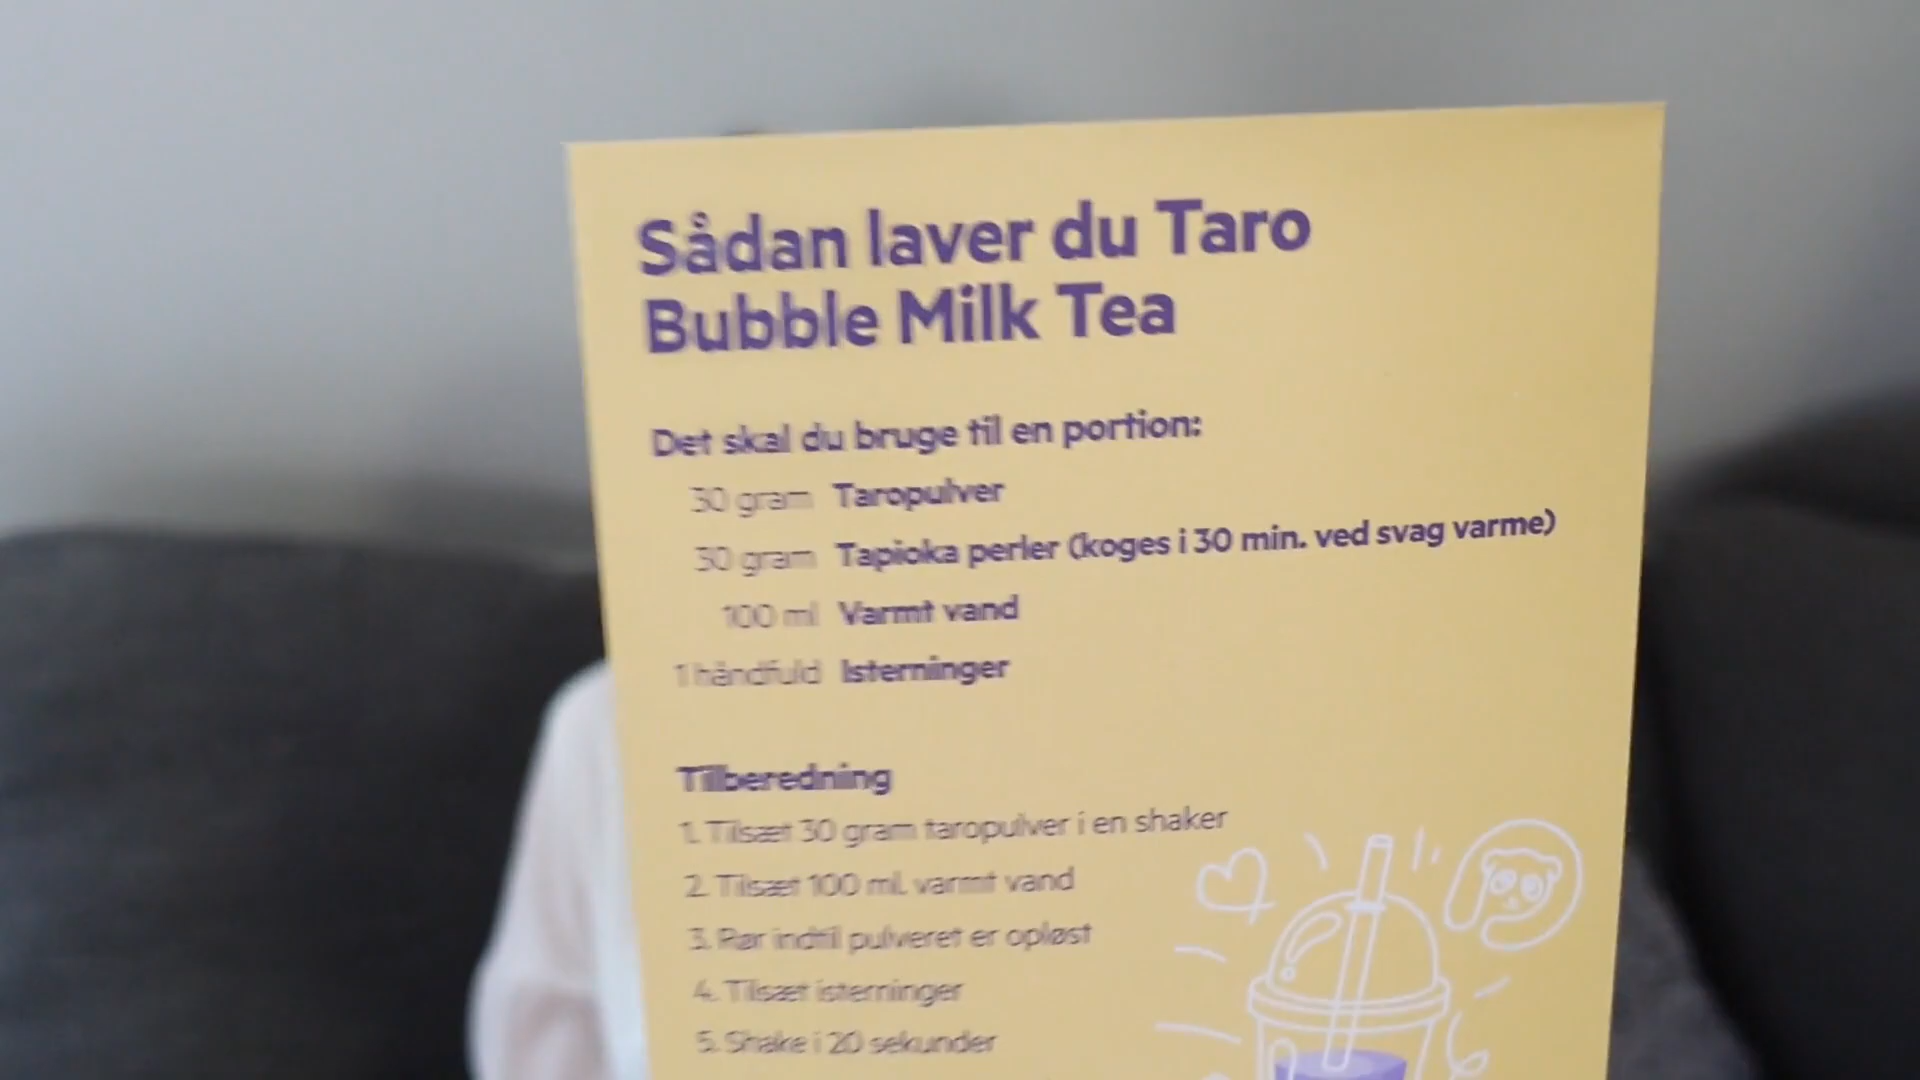 Sådan laver du Taro
Bubble Milk Tea
Det skal du bruge til en portion:
30 gram Taropulver
30 gram Tapioka perler (koges i 30 min. ved svag varme)
100 ml Varmt vand
1 håndfuld Isterninger
Tilberedning
1. Tilsæt 30 gram taropulver i en shaker
2. Tilsæt 100 ml. varmt vand
3. Rør indtil pulveret er opløst
4. Tilsæt isterninger
5. Shake i 20 sekunder